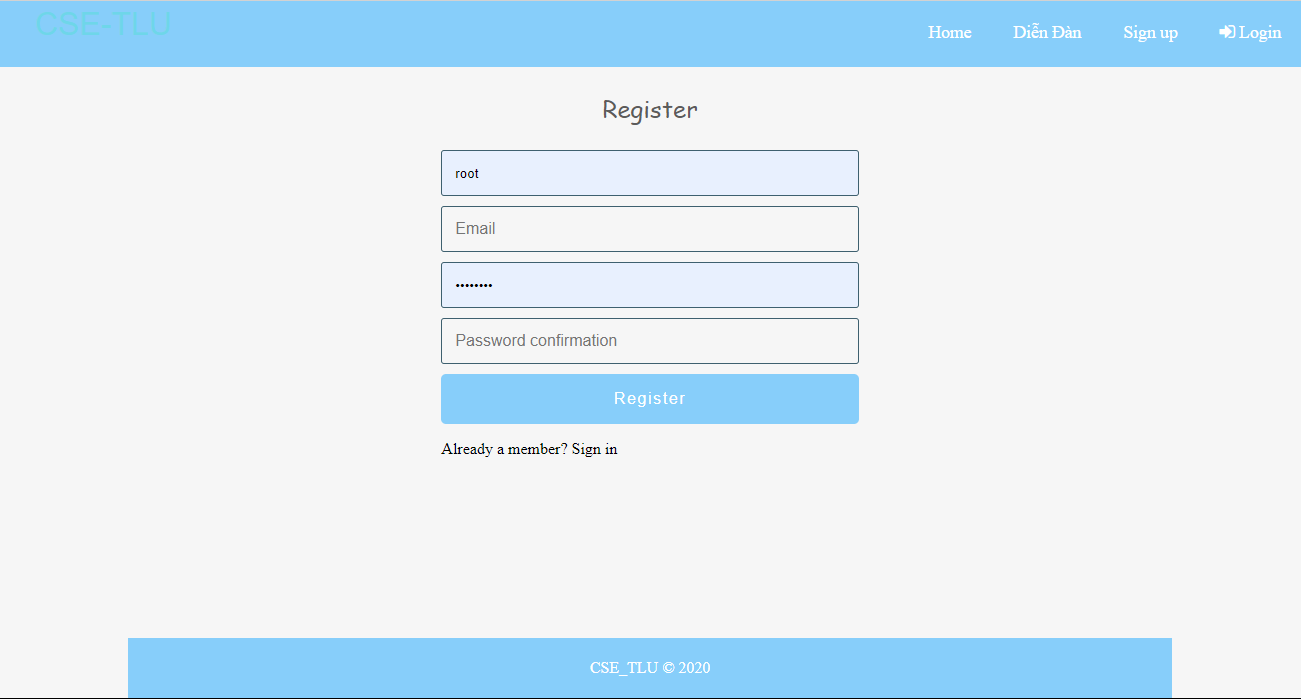 CSE-TLU
Home Diễn Đàn Sign up Login
Register
root
Email
••••••••
Password confirmation
Register
Already a member? Sign in
CSE_TLU © 2020